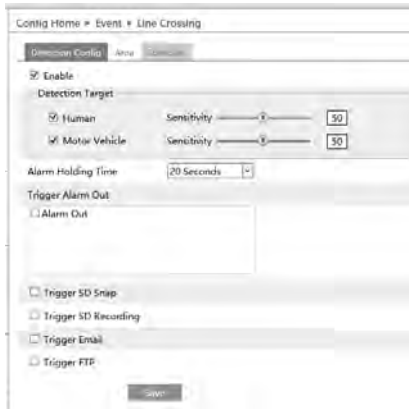 Config Home ▸ Event ▸ Line Crossing
Detection Config Area Schedule
Enable
Detection Target
Human Sensitivity 50
Motor Vehicle Sensitivity 50
Alarm Holding Time 20 Seconds
Trigger Alarm Out
Alarm Out
Trigger SD Snap
Trigger SD Recording
Trigger Email
Trigger FTP
Save